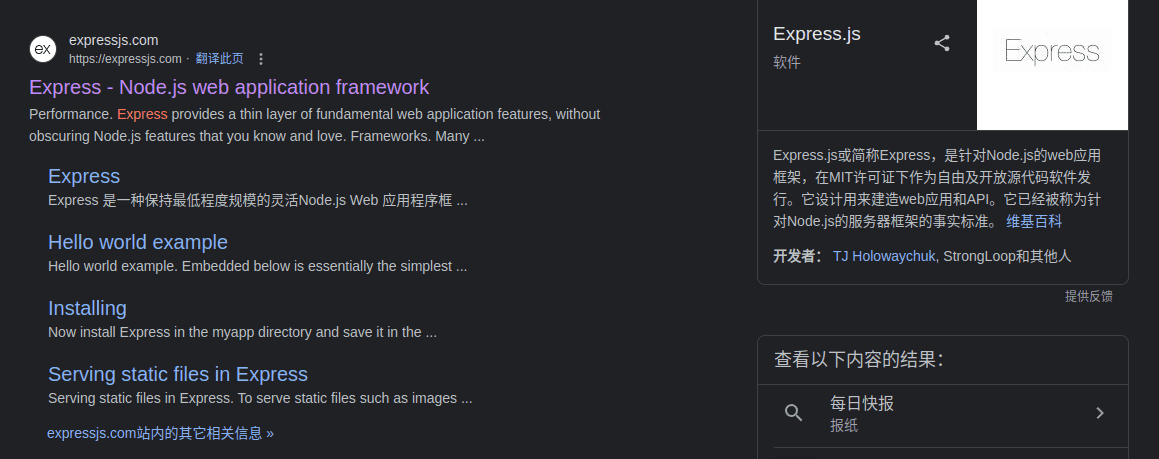 ex
expressjs.com
https://expressjs.com · 翻译此页
Express - Node.js web application framework
Performance. Express provides a thin layer of fundamental web application features, without
obscuring Node.js features that you know and love. Frameworks. Many ...
Express
Express 是一种保持最低程度规模的灵活Node.js Web 应用程序框 ...
Hello world example
Hello world example. Embedded below is essentially the simplest ...
Installing
Now install Express in the myapp directory and save it in the ...
Serving static files in Express
Serving static files in Express. To serve static files such as images ...
expressjs.com站内的其它相关信息 »
Express.js
软件
Express
Express.js或简称Express，是针对Node.js的web应用
框架，在MIT许可证下作为自由及开放源代码软件发
行。它设计用来建造web应用和API。它已经被称为针
对Node.js的服务器框架的事实标准。 维基百科
开发者： TJ Holowaychuk, StrongLoop和其他人
提供反馈
查看以下内容的结果：
每日快报
报纸